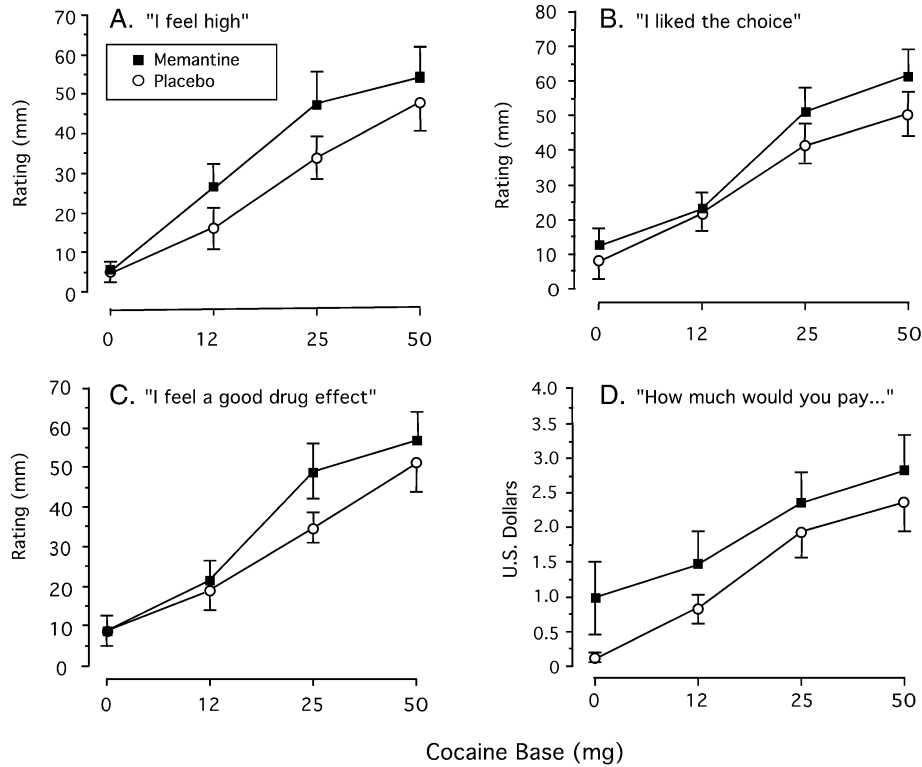 A. "I feel high"
Memantine
Placebo
70
60
50
40
30
20
10
0
Rating (mm)
0 12 25 50
B. "I liked the choice"
80
70
60
50
40
30
20
10
0
Rating (mm)
0 12 25 50
C. "I feel a good drug effect"
70
60
50
40
30
20
10
0
Rating (mm)
0 12 25 50
D. "How much would you pay..."
4.0
3.5
3.0
2.5
2.0
1.5
1.0
0.5
0
U.S. Dollars
0 12 25 50
Cocaine Base (mg)